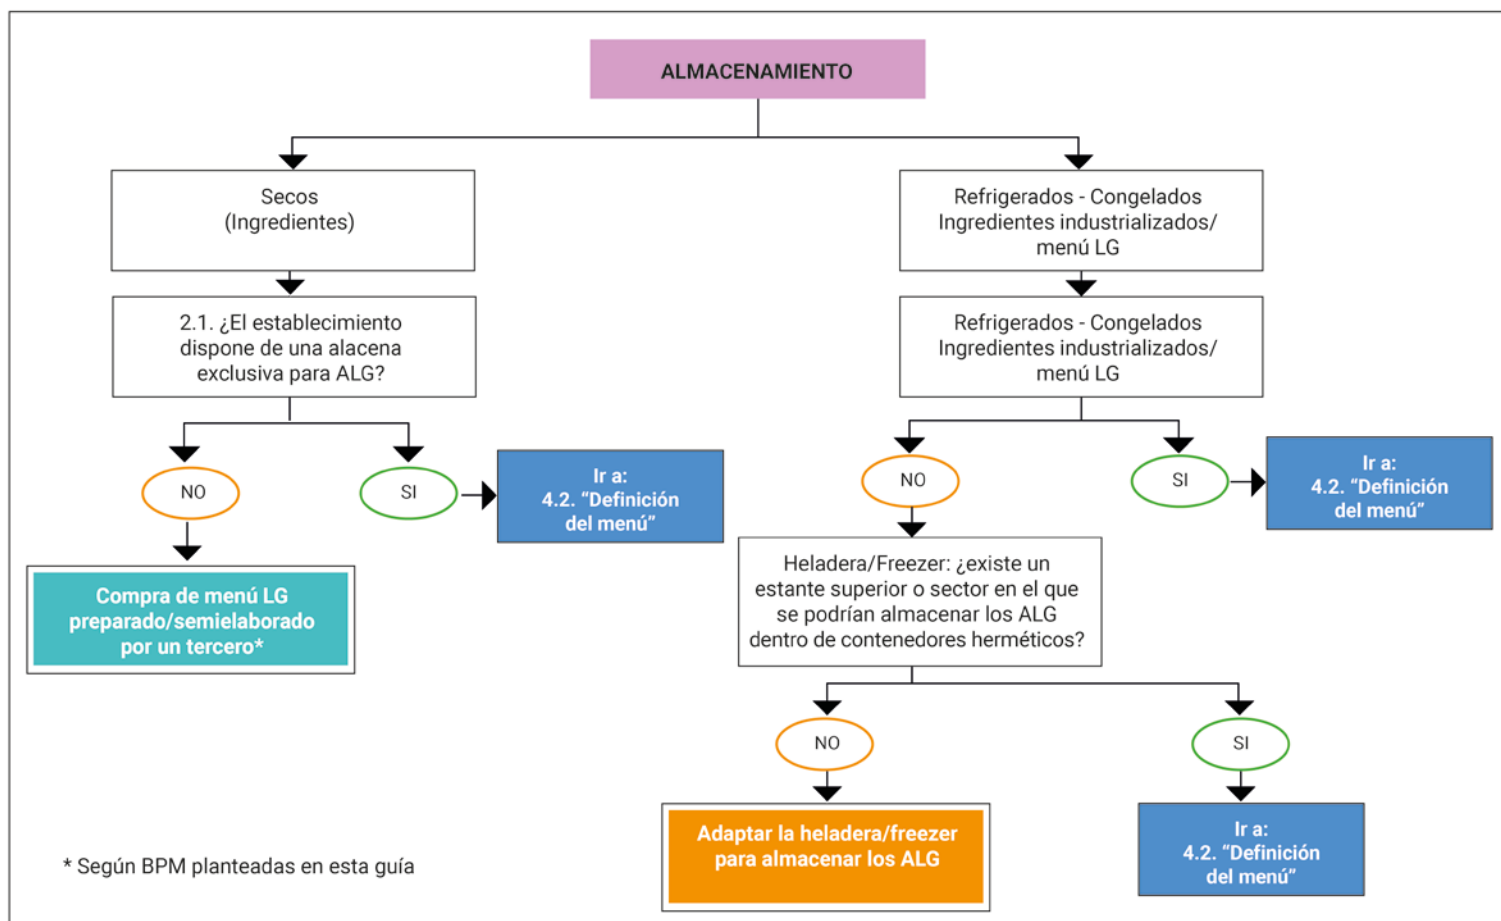 ALMACENAMIENTO
Secos
(Ingredientes)
Refrigerados - Congelados
Ingredientes industrializados/
menú LG
2.1. ¿El establecimiento
dispone de una alacena
exclusiva para ALG?
Refrigerados - Congelados
Ingredientes industrializados/
menú LG
NO
SI
Ir a:
4.2. “Definición
del menú”
NO
SI
Ir a:
4.2. “Definición
del menú”
Compra de menú LG
preparado/semielaborado
por un tercero*
Heladera/Freezer: ¿existe un
estante superior o sector en el que
se podrían almacenar los ALG
dentro de contenedores herméticos?
NO
SI
Adaptar la heladera/freezer
para almacenar los ALG
Ir a:
4.2. “Definición
del menú”
* Según BPM planteadas en esta guía